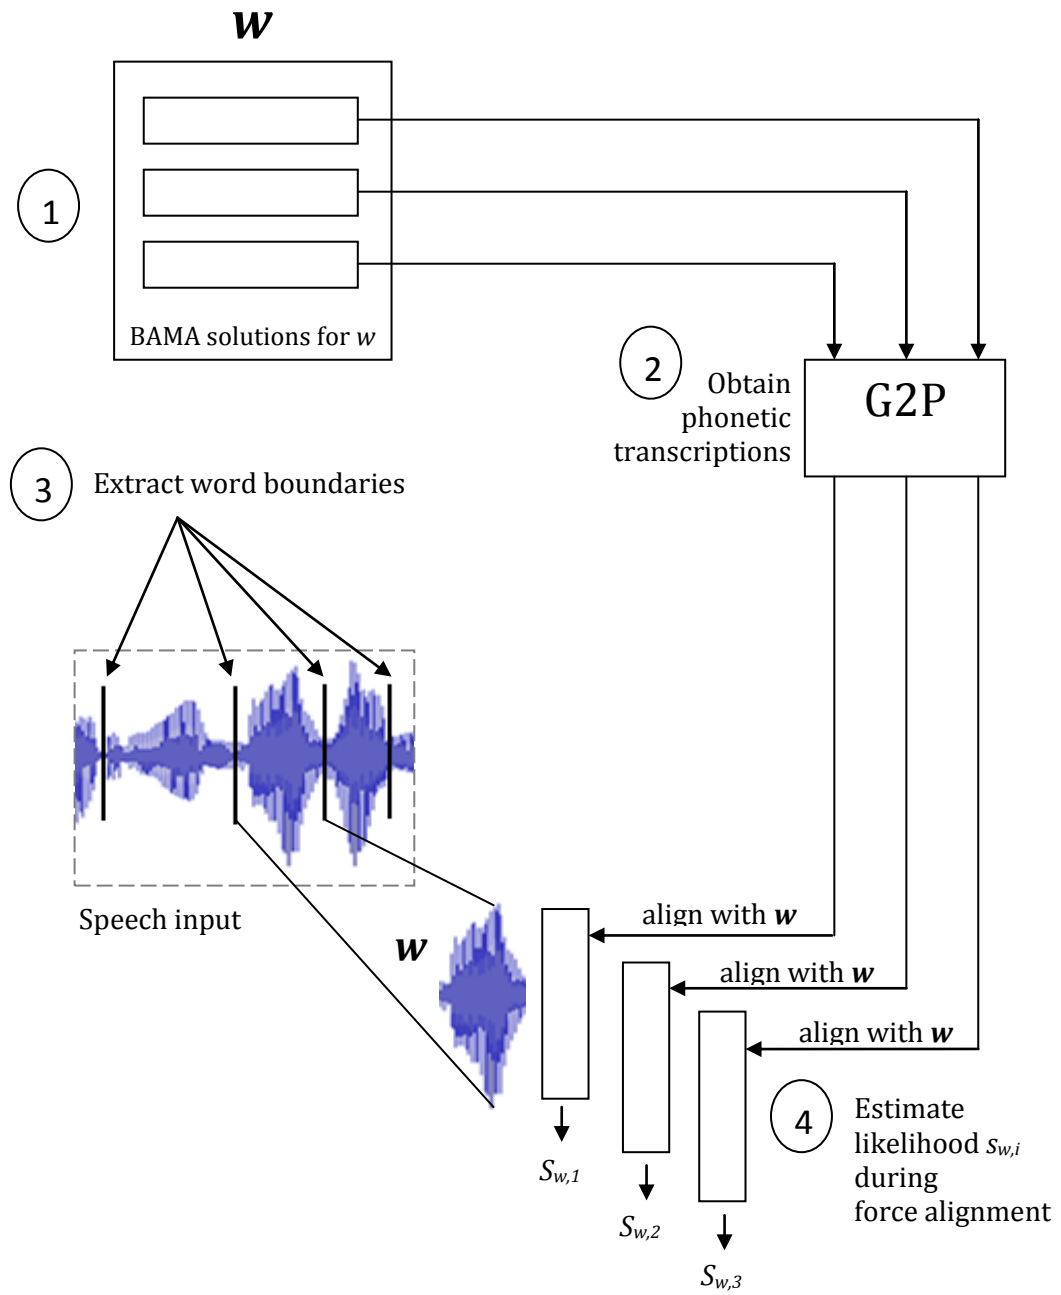 w
1
BAMA solutions for w
2
Obtain
phonetic
transcriptions
G2P
3
Extract word boundaries
Speech input
w
align with w
align with w
align with w
4
Estimate
likelihood sw,i
during
force alignment
Sw,1
Sw,2
Sw,3